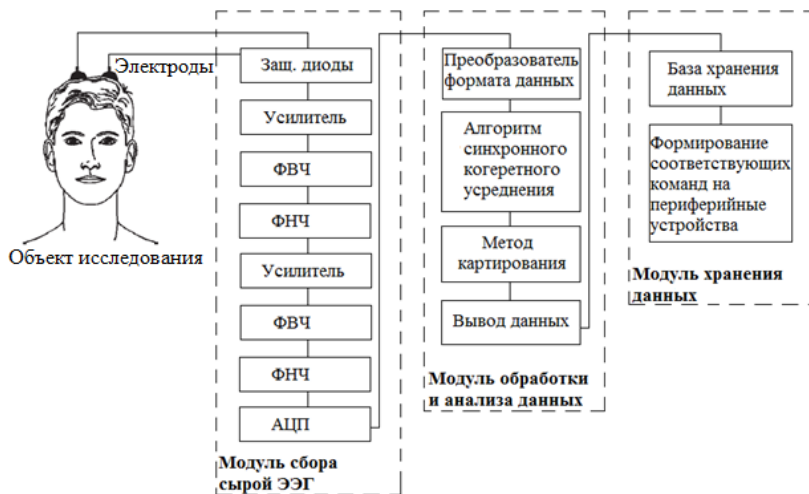 Электроды
Объект исследования
Защ. диоды
Усилитель
ФВЧ
ФНЧ
Усилитель
ФВЧ
ФНЧ
АЦП
Модуль сбора
сырой ЭЭГ
Преобразователь
формата данных
Алгоритм
синхронного
когеретного
усреднения
Метод
картирования
Вывод данных
Модуль обработки
и анализа данных
База хранения
данных
Формирование
соответствующих
команд на
периферийные
устройства
Модуль хранения
данных